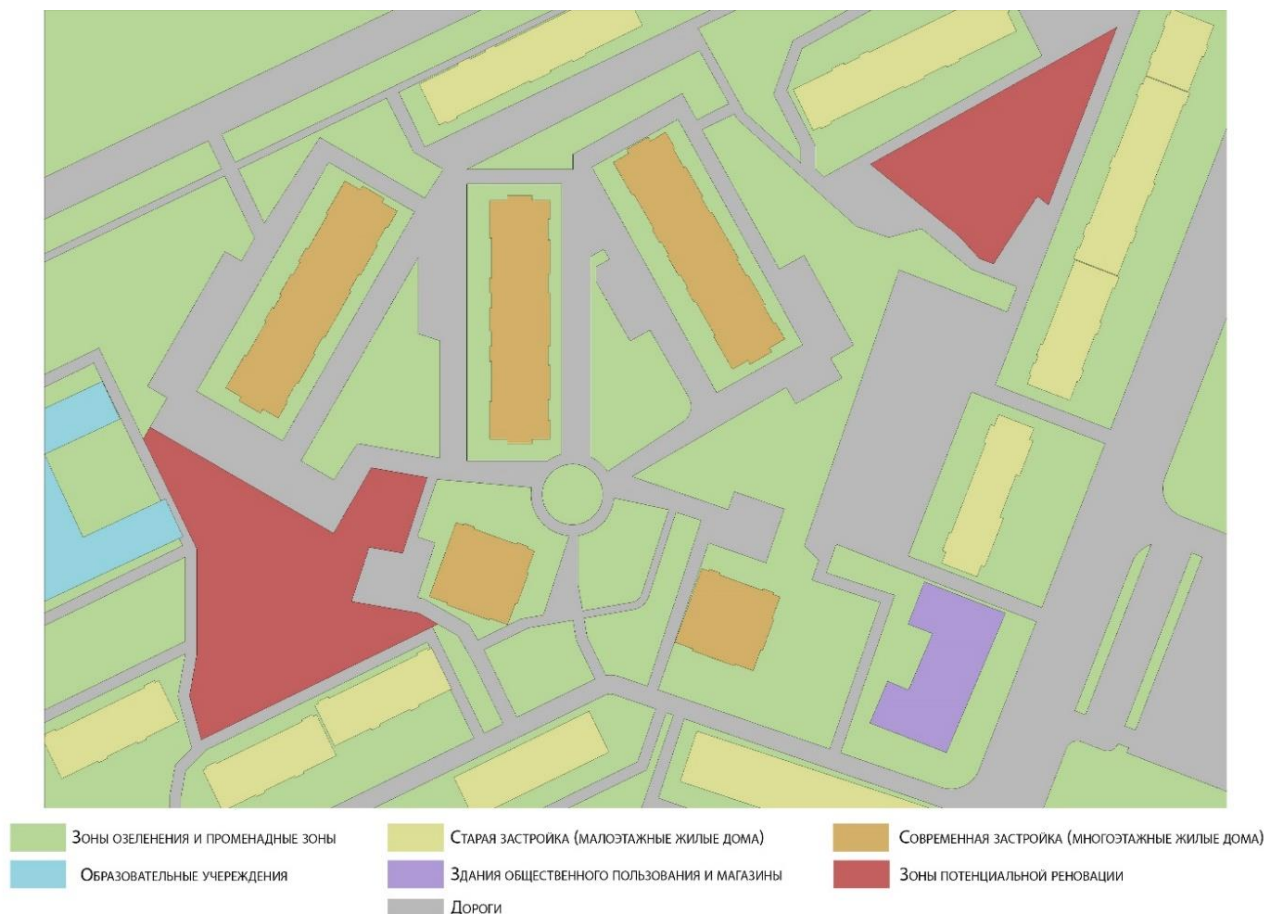 Зоны озеленения и променадные зоны
Старая застройка (малоэтажные жилые дома)
Современная застройка (многоэтажные жилые дома)
Образовательные учереждения
Здания общественного пользования и магазины
Зоны потенциальной реновации
Дороги